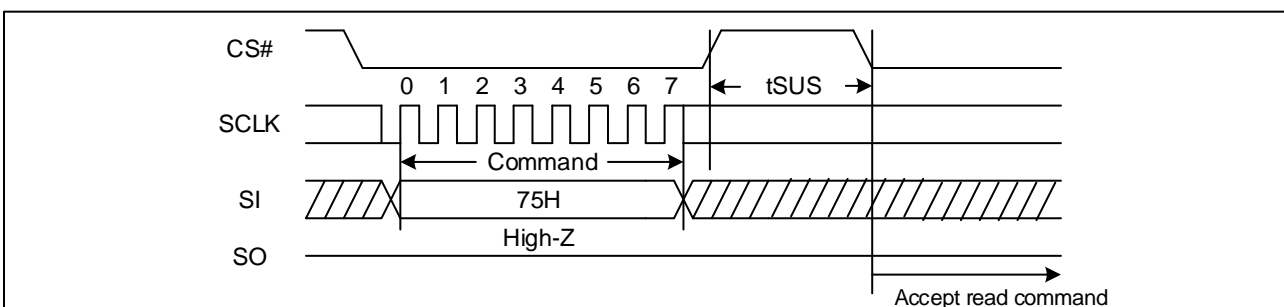 CS#
tSUS
0 1 2 3 4 5 6 7
SCLK
Command
SI
75H
High-Z
SO
Accept read command